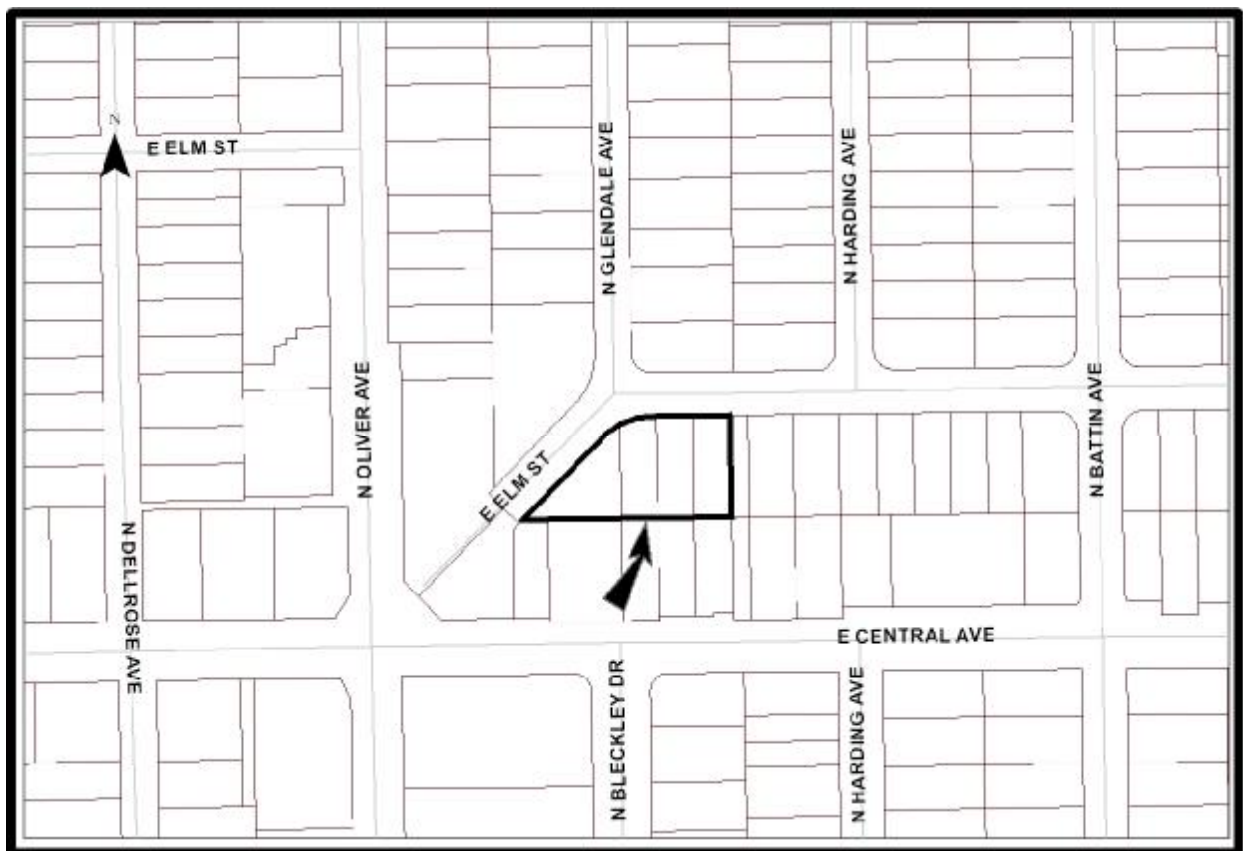 N
E ELM ST
N GLENDALE AVE
N HARDING AVE
N OLIVER AVE
N BATTIN AVE
E ELM ST
N DELLROSE AVE
E CENTRAL AVE
N BLECKLEY DR
N HARDING AVE